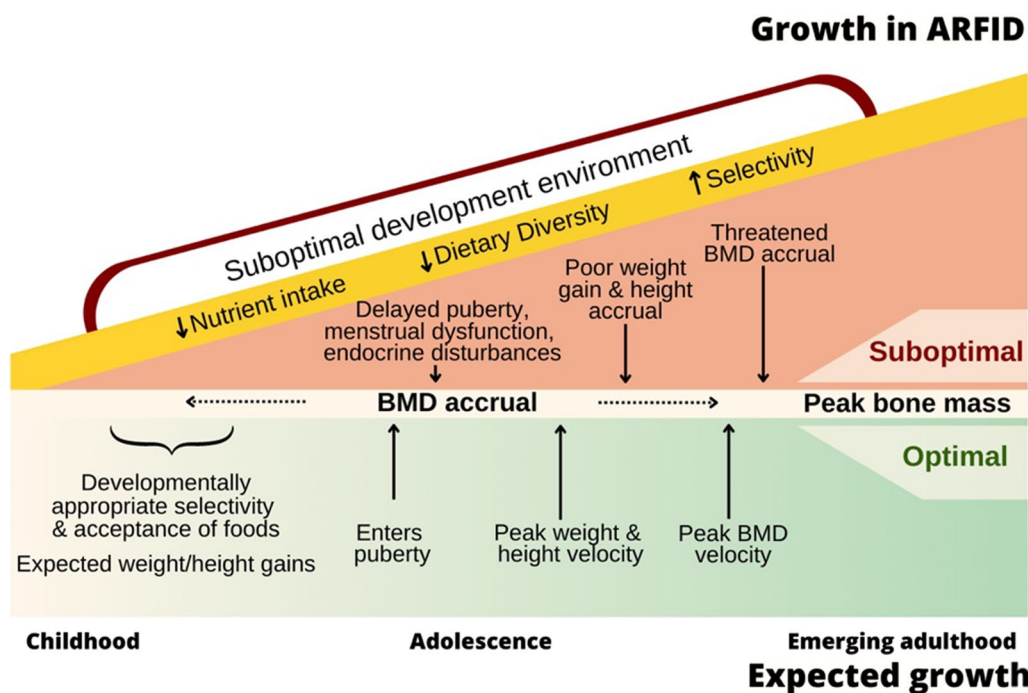 Growth in ARFID
Suboptimal development environment
↓Nutrient intake
↓Dietary Diversity
↑Selectivity
Delayed puberty,
menstrual dysfunction,
endocrine disturbances
Poor weight
gain & height
accrual
Threatened
BMD accrual
Suboptimal
BMD accrual
Peak bone mass
Optimal
Developmentally
appropriate selectivity
& acceptance of foods
Expected weight/height gains
Enters
puberty
Peak weight &
height velocity
Peak BMD
velocity
Childhood
Adolescence
Emerging adulthood
Expected growth